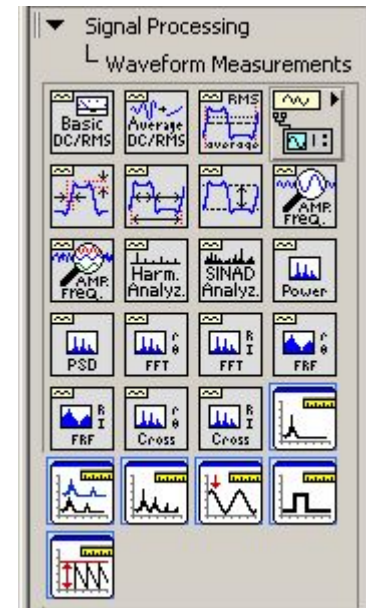 Signal Processing
Waveform Measurements
Basic
DC/RMS
Average
DC/RMS
RMS
average
AMP.
FREQ.
AMP.
FREQ.
Harm.
Analyz.
SINAD
Analyz.
Power
PSD
r
θ
FFT
R
I
FFT
r
θ
FRF
R
I
FRF
r
θ
Cross
R
I
Cross